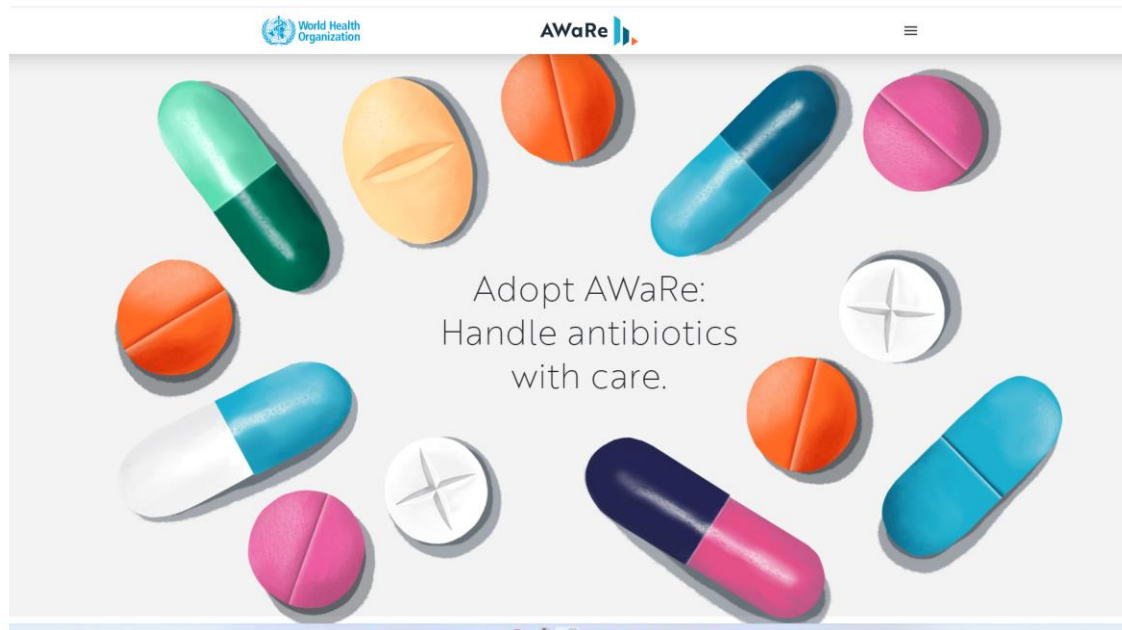 World Health
Organization
AWaRe
Adopt AWaRe:
Handle antibiotics
with care.